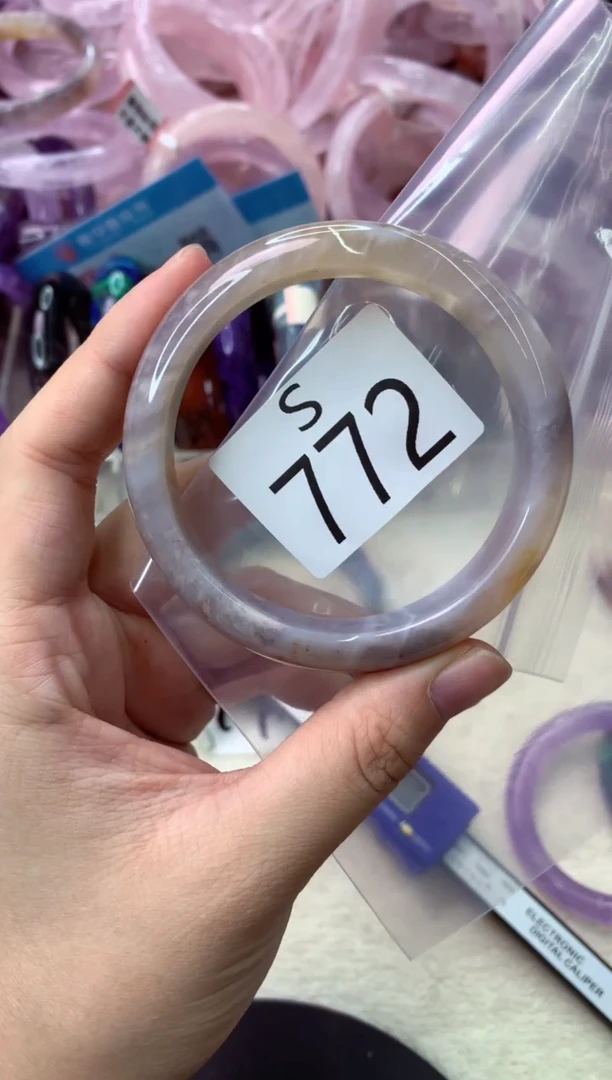 S
772
ELECTRONIC
DIGITAL CALIPER